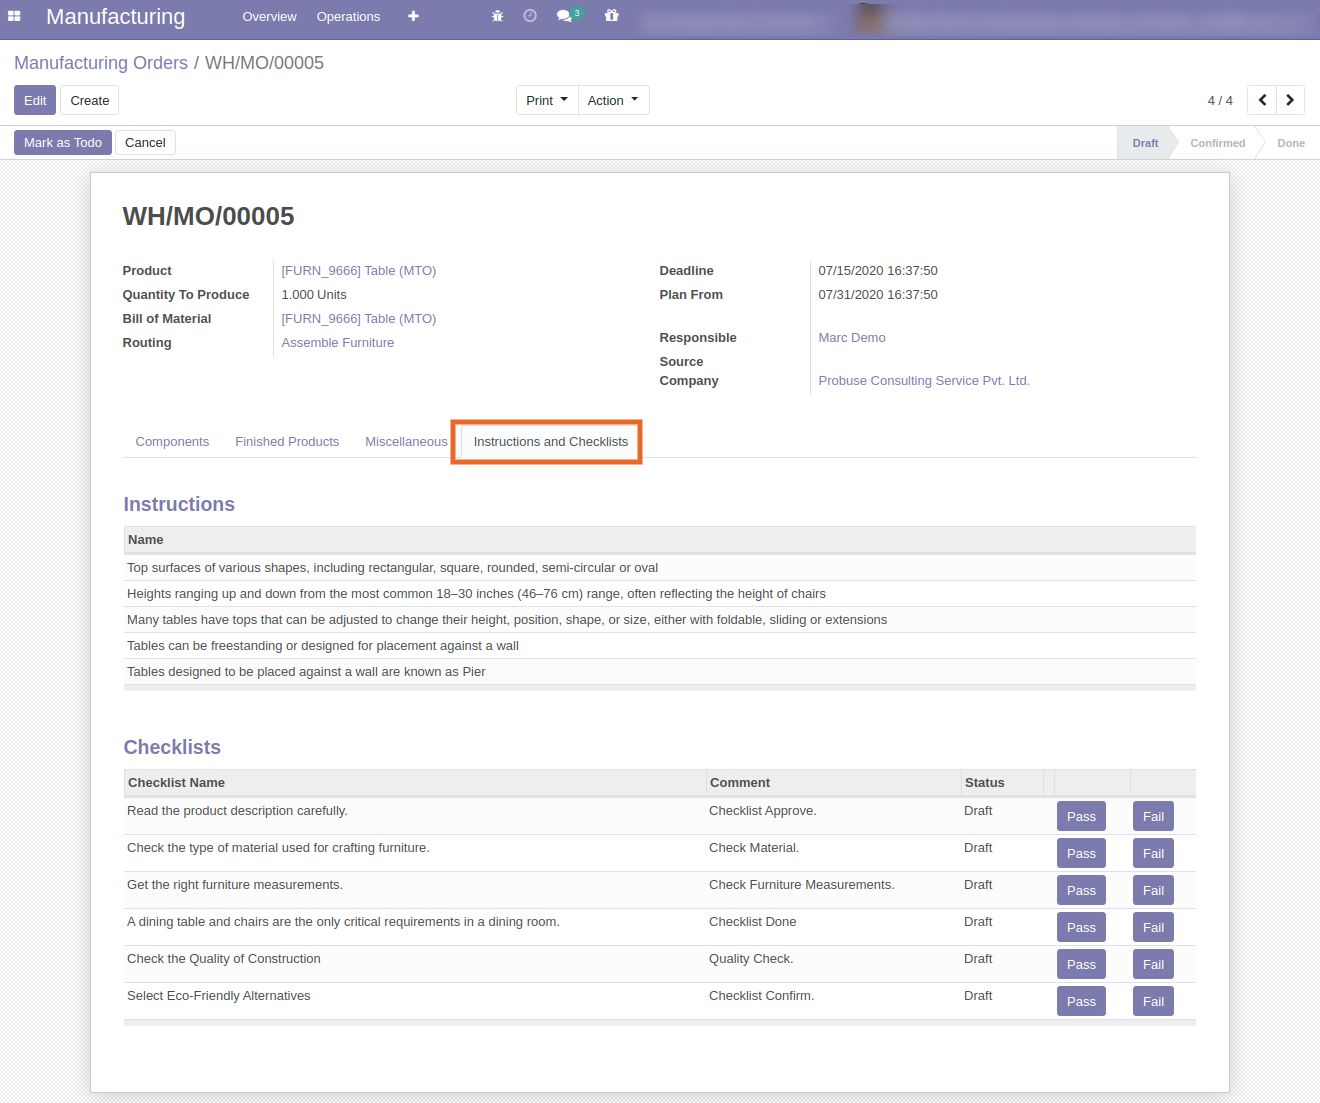 Manufacturing Overview Operations 3
Manufacturing Orders / WH/MO/00005
Edit Create Print Action 4 / 4
Mark as Todo Cancel Draft Confirmed Done
WH/MO/00005
Product [FURN_9666] Table (MTO)
Quantity To Produce 1.000 Units
Bill of Material [FURN_9666] Table (MTO)
Routing Assemble Furniture
Deadline 07/15/2020 16:37:50
Plan From 07/31/2020 16:37:50
Responsible Marc Demo
Source
Company Probuse Consulting Service Pvt. Ltd.
Components Finished Products Miscellaneous Instructions and Checklists
Instructions
Name
Top surfaces of various shapes, including rectangular, square, rounded, semi-circular or oval
Heights ranging up and down from the most common 18–30 inches (46–76 cm) range, often reflecting the height of chairs
Many tables have tops that can be adjusted to change their height, position, shape, or size, either with foldable, sliding or extensions
Tables can be freestanding or designed for placement against a wall
Tables designed to be placed against a wall are known as Pier
Checklists
Checklist Name Comment Status
Read the product description carefully. Checklist Approve. Draft Pass Fail
Check the type of material used for crafting furniture. Check Material. Draft Pass Fail
Get the right furniture measurements. Check Furniture Measurements. Draft Pass Fail
A dining table and chairs are the only critical requirements in a dining room. Checklist Done Draft Pass Fail
Check the Quality of Construction Quality Check. Draft Pass Fail
Select Eco-Friendly Alternatives Checklist Confirm. Draft Pass Fail